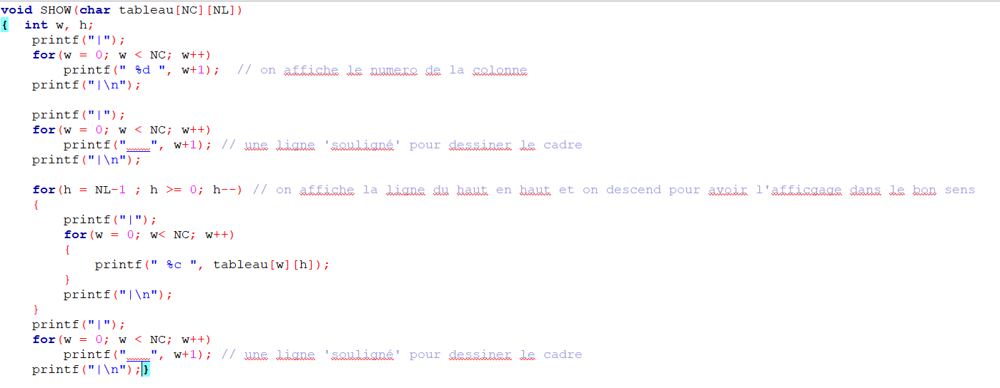 void SHOW(char tableau[NC][NL])
{  int w, h;
    printf("|");
    for(w = 0; w < NC; w++)
        printf(" %d ", w+1);  // on affiche le numero de la colonne
    printf("|\n");

    printf("|");
    for(w = 0; w < NC; w++)
        printf("___", w+1); // une ligne 'souligné' pour dessiner le cadre
    printf("|\n");

    for(h = NL-1 ; h >= 0; h--) // on affiche la ligne du haut en haut et on descend pour avoir l'afficgage dans le bon sens
    {
        printf("|");
        for(w = 0; w< NC; w++)
        {
            printf(" %c ", tableau[w][h]);
        }
        printf("|\n");
    }
    printf("|");
    for(w = 0; w < NC; w++)
        printf("___", w+1); // une ligne 'souligné' pour dessiner le cadre
    printf("|\n");}